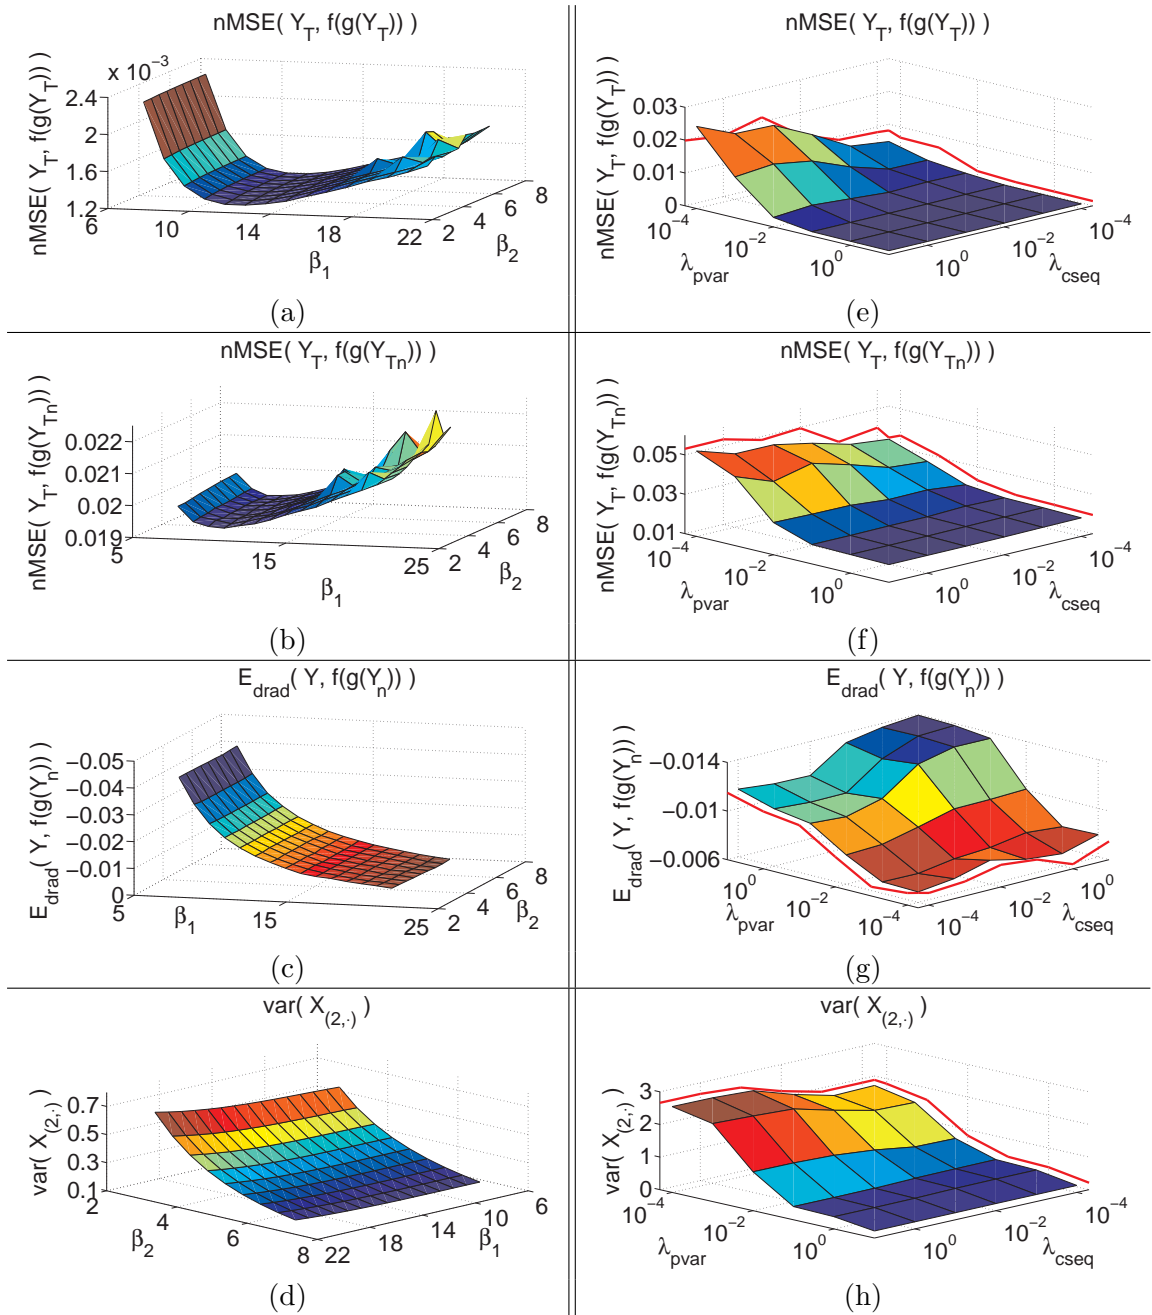 nMSE( Y_T, f(g(Y_T)) )
x 10^−3
nMSE( Y_T, f(g(Y_T)) )
2.4
2
1.6
1.2
6
10
14
18
22
β_1
2
4
6
8
β_2
(a)
nMSE( Y_T, f(g(Y_T)) )
nMSE( Y_T, f(g(Y_T)) )
0.03
0.02
0.01
0
10^−4
10^−2
10^0
λ_pvar
10^0
10^−2
10^−4
λ_cseq
(e)
nMSE( Y_T, f(g(Y_Tn)) )
nMSE( Y_T, f(g(Y_Tn)) )
0.022
0.021
0.02
0.019
5
15
25
β_1
2
4
6
8
β_2
(b)
nMSE( Y_T, f(g(Y_Tn)) )
nMSE( Y_T, f(g(Y_Tn)) )
0.05
0.03
0.01
10^−4
10^−2
10^0
λ_pvar
10^0
10^−2
10^−4
λ_cseq
(f)
E_drad( Y, f(g(Y_n)) )
E_drad( Y, f(g(Y_n)) )
−0.05
−0.04
−0.03
−0.02
−0.01
0
5
15
25
β_1
2
4
6
8
β_2
(c)
E_drad( Y, f(g(Y_n)) )
E_drad( Y, f(g(Y_n)) )
−0.014
−0.01
−0.006
10^0
10^−2
10^−4
λ_pvar
10^−4
10^−2
10^0
λ_cseq
(g)
var( X_(2,·) )
var( X_(2,·) )
0.7
0.5
0.3
0.1
2
4
6
8
β_2
22
18
14
10
6
β_1
(d)
var( X_(2,·) )
var( X_(2,·) )
3
2
1
0
10^−4
10^−2
10^0
λ_pvar
10^0
10^−2
10^−4
λ_cseq
(h)